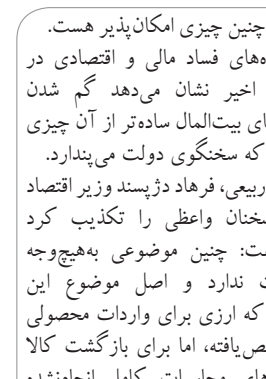 چنین چیزی امکان‌پذیر هست.
های فساد مالی و اقتصادی در
اخیر نشان می‌دهد گم شدن
بیت‌المال ساده‌تر از آن چیزی
که سخنگوی دولت می‌پندارد.
ربیعی، فرهاد دژپسند وزیر اقتصاد
سخنان واعظی را تکذیب کرد
چنین موضوعی به‌هیچ‌وجه
ندارد و اصل موضوع این
که ارزی برای واردات محصولی
یافته، اما برای بازگشت کالا